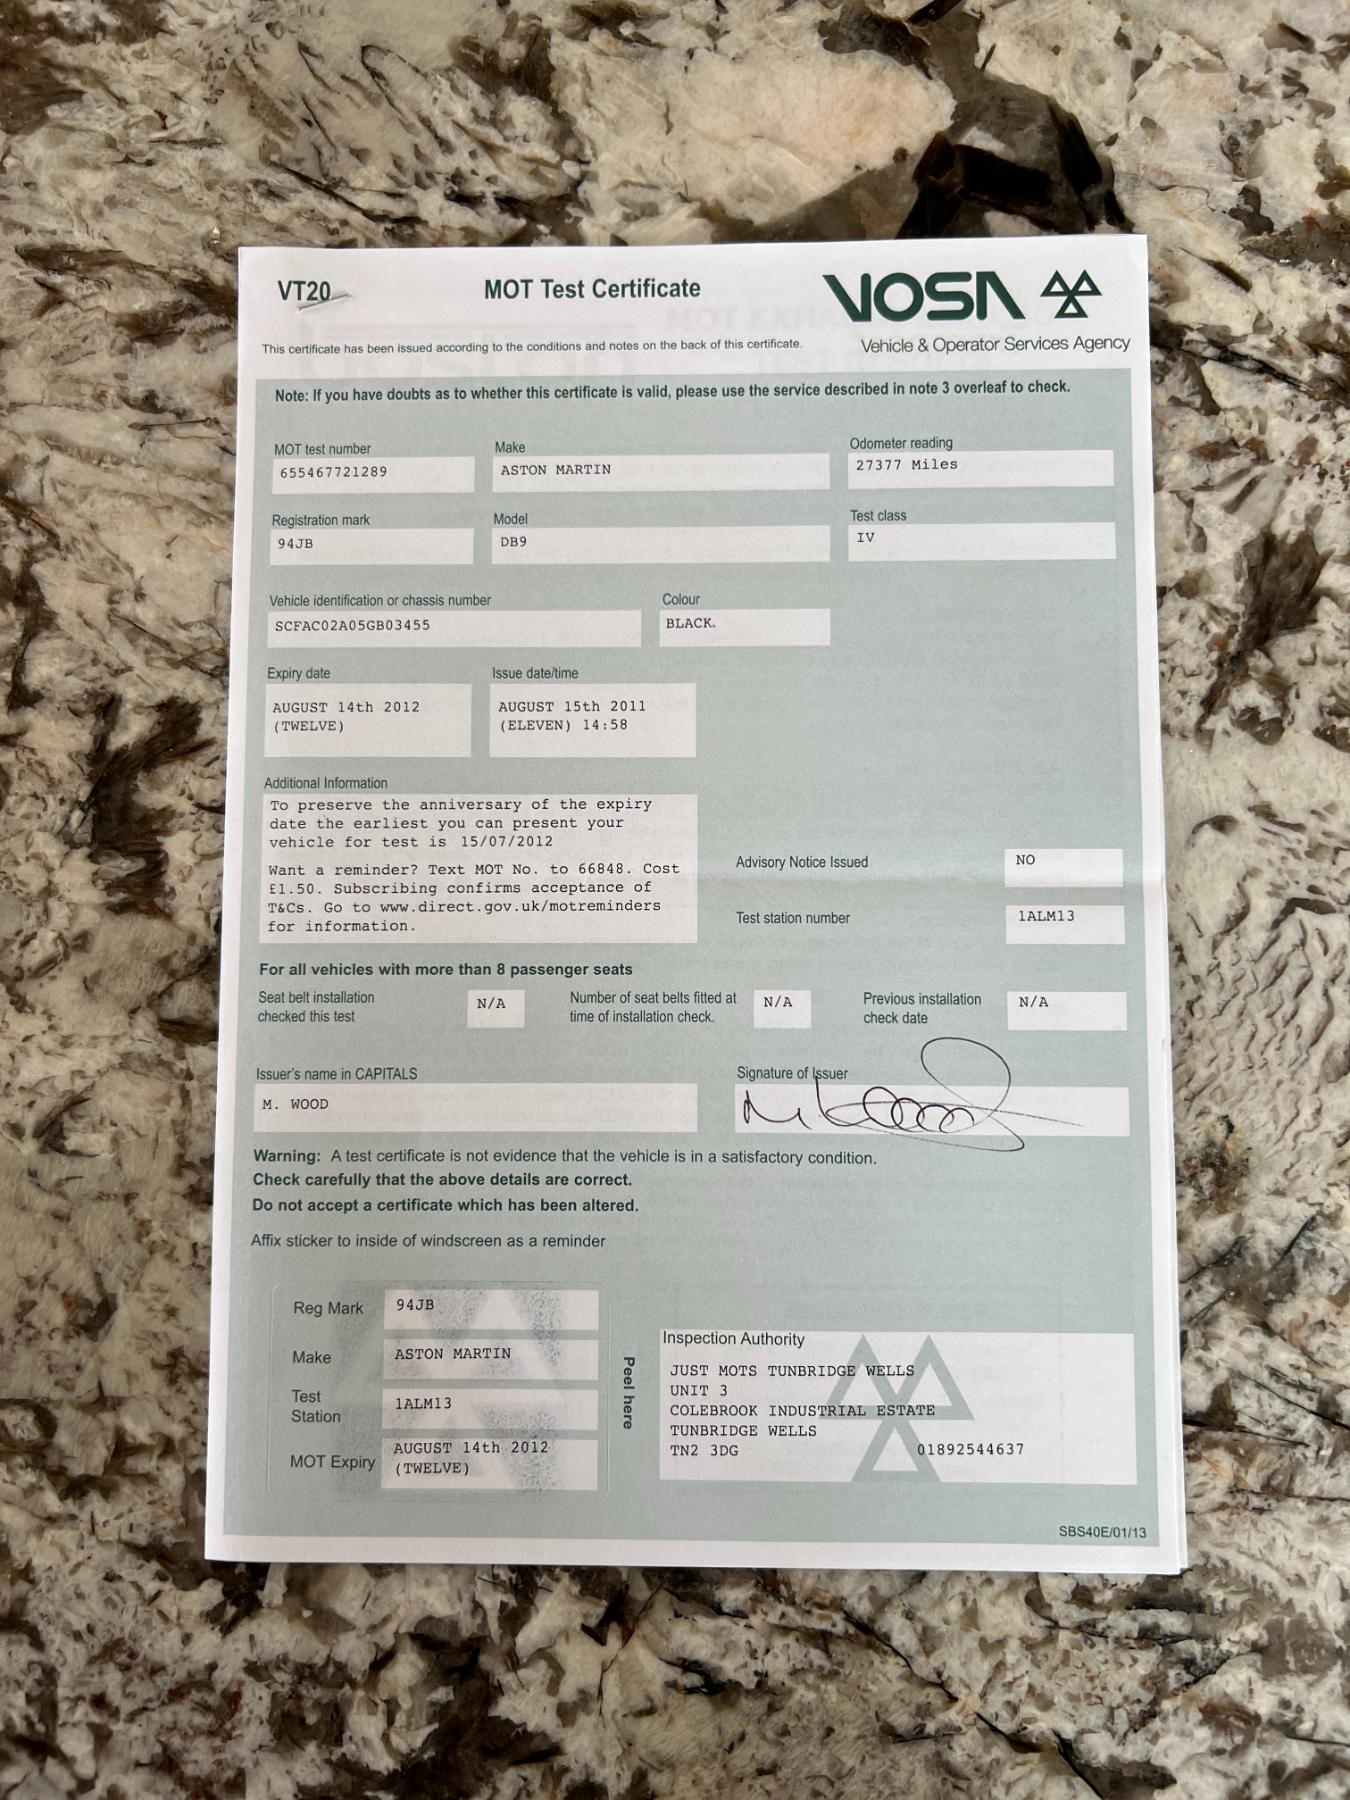 VT20
MOT Test Certificate
VOSA
Vehicle & Operator Services Agency
This certificate has been issued according to the conditions and notes on the back of this certificate.
Note: If you have doubts as to whether this certificate is valid, please use the service described in note 3 overleaf to check.
MOT test number
655467721289
Make
ASTON MARTIN
Odometer reading
27377 Miles
Registration mark
94JB
Model
DB9
Test class
IV
Vehicle identification or chassis number
SCFAC02A05GB03455
Colour
BLACK.
Expiry date
AUGUST 14th 2012
(TWELVE)
Issue date/time
AUGUST 15th 2011
(ELEVEN) 14:58
Additional Information
To preserve the anniversary of the expiry
date the earliest you can present your
vehicle for test is 15/07/2012
Want a reminder? Text MOT No. to 66848. Cost
£1.50. Subscribing confirms acceptance of
T&Cs. Go to www.direct.gov.uk/motreminders
for information.
Advisory Notice Issued
NO
Test station number
1ALM13
For all vehicles with more than 8 passenger seats
Seat belt installation
checked this test
N/A
Number of seat belts fitted at
time of installation check.
N/A
Previous installation
check date
N/A
Issuer's name in CAPITALS
M. WOOD
Signature of Issuer
Warning: A test certificate is not evidence that the vehicle is in a satisfactory condition.
Check carefully that the above details are correct.
Do not accept a certificate which has been altered.
Affix sticker to inside of windscreen as a reminder
Reg Mark
94JB
Make
ASTON MARTIN
Test
Station
1ALM13
MOT Expiry
AUGUST 14th 2012
(TWELVE)
Peel here
Inspection Authority
JUST MOTS TUNBRIDGE WELLS
UNIT 3
COLEBROOK INDUSTRIAL ESTATE
TUNBRIDGE WELLS
TN2 3DG 01892544637
SBS40E/01/13